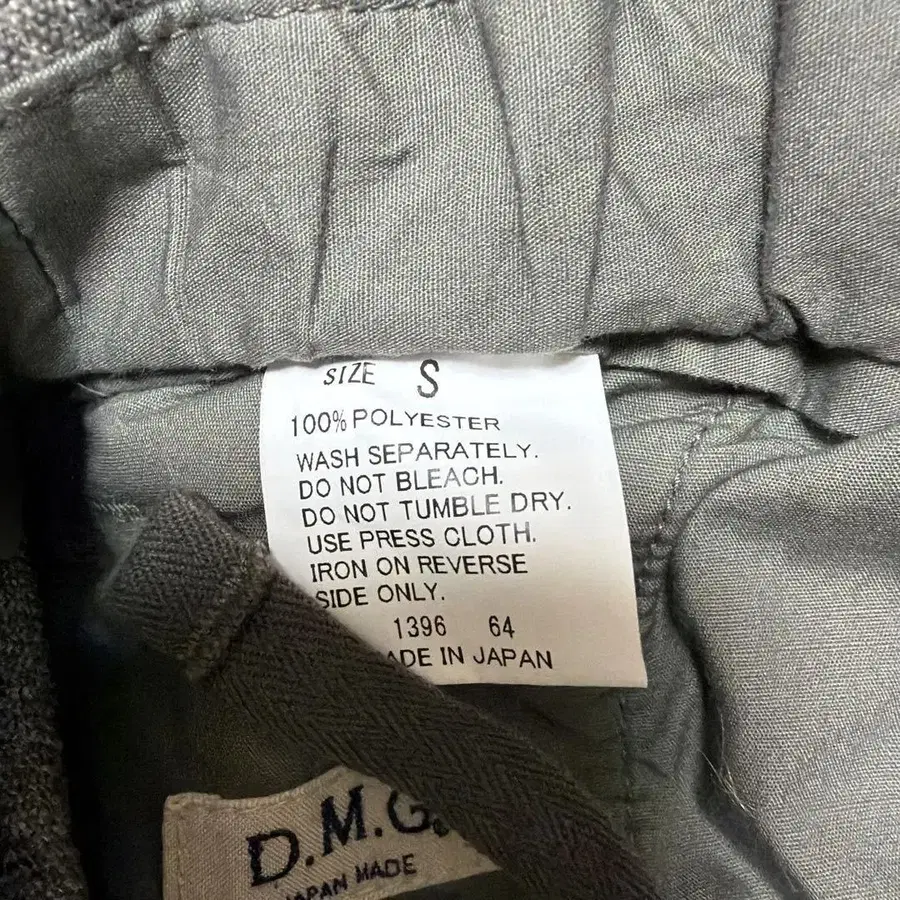 SIZE S
100% POLYESTER
WASH SEPARATELY.
DO NOT BLEACH.
DO NOT TUMBLE DRY.
USE PRESS CLOTH.
IRON ON REVERSE
SIDE ONLY.
1396 64
ADE IN JAPAN
D.M.G.
JAPAN MADE